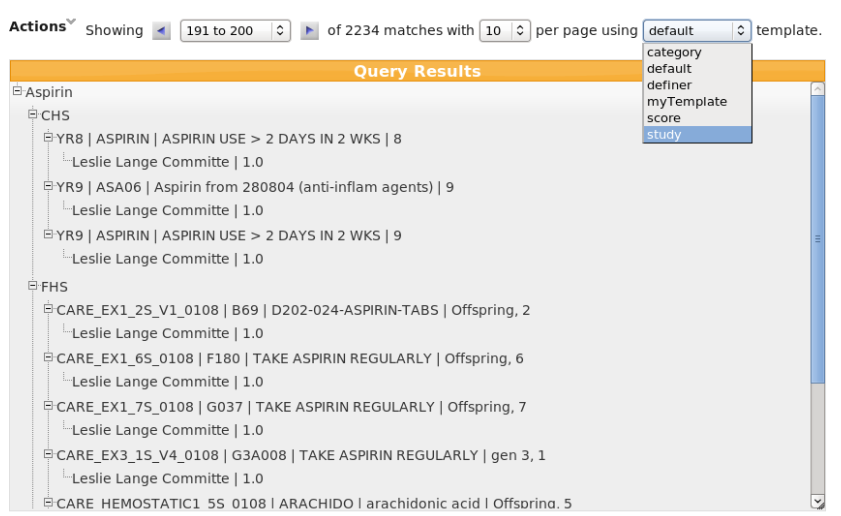 Actions Showing 191 to 200 of 2234 matches with 10 per page using default template.
category
default
definer
myTemplate
score
study
Query Results
Aspirin
CHS
YR8 | ASPIRIN | ASPIRIN USE > 2 DAYS IN 2 WKS | 8
Leslie Lange Committe | 1.0
YR9 | ASA06 | Aspirin from 280804 (anti-inflam agents) | 9
Leslie Lange Committe | 1.0
YR9 | ASPIRIN | ASPIRIN USE > 2 DAYS IN 2 WKS | 9
Leslie Lange Committe | 1.0
FHS
CARE_EX1_2S_V1_0108 | B69 | D202-024-ASPIRIN-TABS | Offspring, 2
Leslie Lange Committe | 1.0
CARE_EX1_6S_0108 | F180 | TAKE ASPIRIN REGULARLY | Offspring, 6
Leslie Lange Committe | 1.0
CARE_EX1_7S_0108 | G037 | TAKE ASPIRIN REGULARLY | Offspring, 7
Leslie Lange Committe | 1.0
CARE_EX3_1S_V4_0108 | G3A008 | TAKE ASPIRIN REGULARLY | gen 3, 1
Leslie Lange Committe | 1.0
CARE_HEMOSTATIC1_5S_0108 | ARACHIDO | arachidonic acid | Offspring, 5